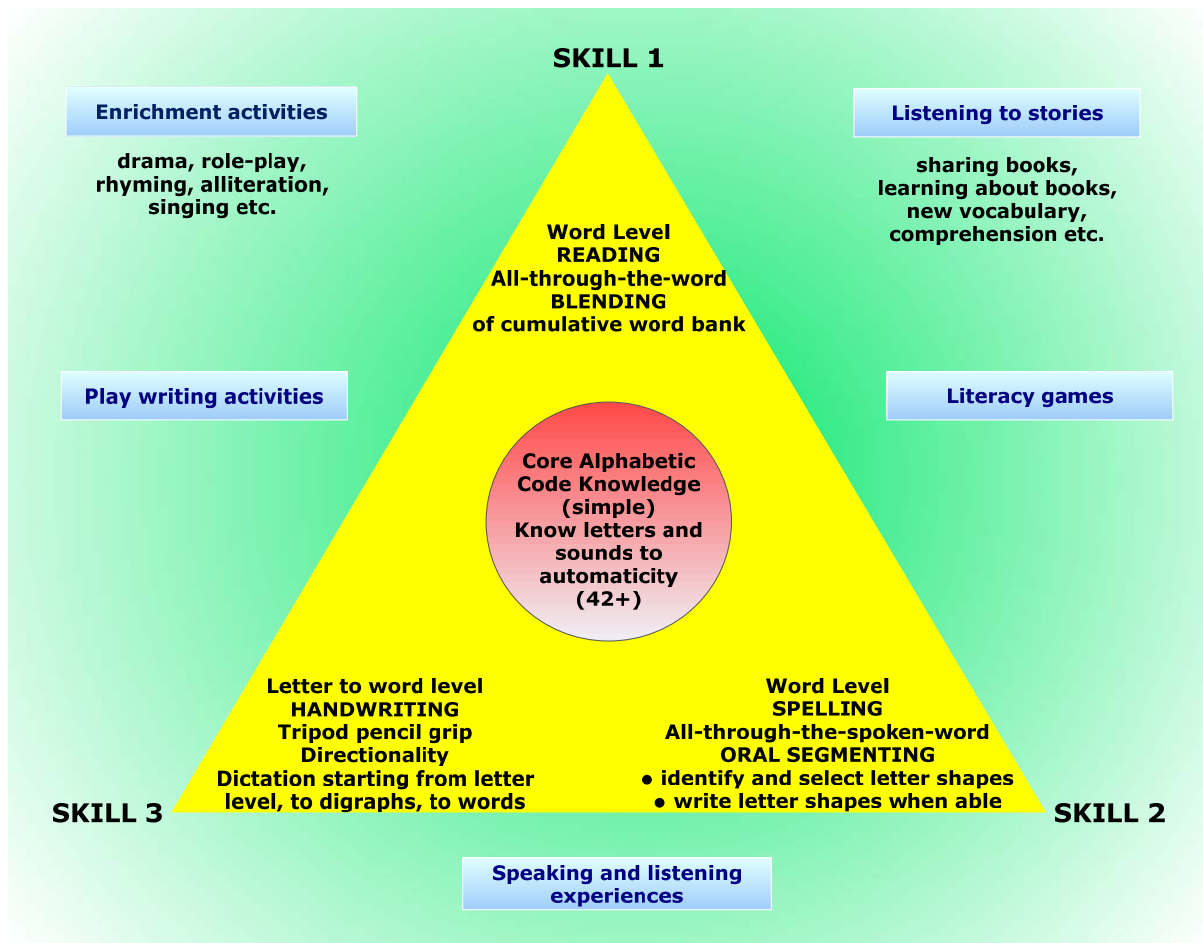 SKILL 1
Enrichment activities
drama, role-play,
rhyming, alliteration,
singing etc.
Listening to stories
sharing books,
learning about books,
new vocabulary,
comprehension etc.
Word Level
READING
All-through-the-word
BLENDING
of cumulative word bank
Play writing activities
Literacy games
Core Alphabetic
Code Knowledge
(simple)
Know letters and
sounds to
automaticity
(42+)
Letter to word level
HANDWRITING
Tripod pencil grip
Directionality
Dictation starting from letter
level, to digraphs, to words
SKILL 3
Word Level
SPELLING
All-through-the-spoken-word
ORAL SEGMENTING
• identify and select letter shapes
• write letter shapes when able
SKILL 2
Speaking and listening
experiences